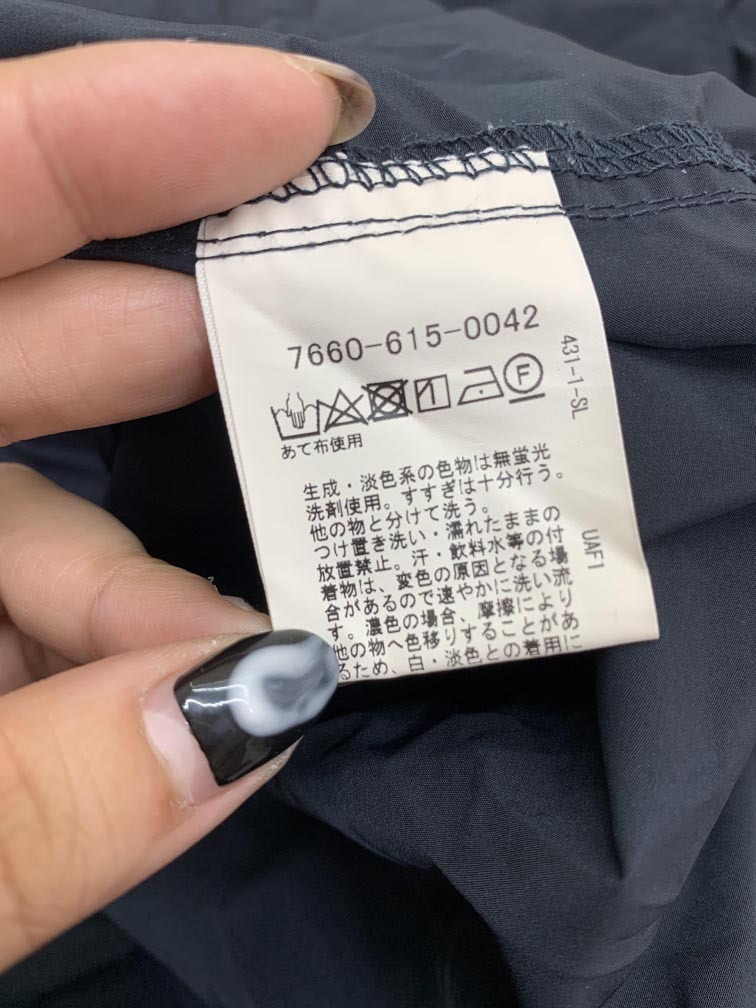 7660-615-0042
F
あて布使用
生成・淡色系の色物は無蛍光
洗剤使用。すすぎは十分行う。
他の物と分けて洗う。
つけ置き洗い・濡れたままの
放置禁止。汗・飲料水等の付
着物は、変色の原因となる場
合があるので速やかに洗い流
す。濃色の場合、摩擦により
他の物へ色移りすることがあ
るため、白・淡色との着用に
431-1-SL
UAF1